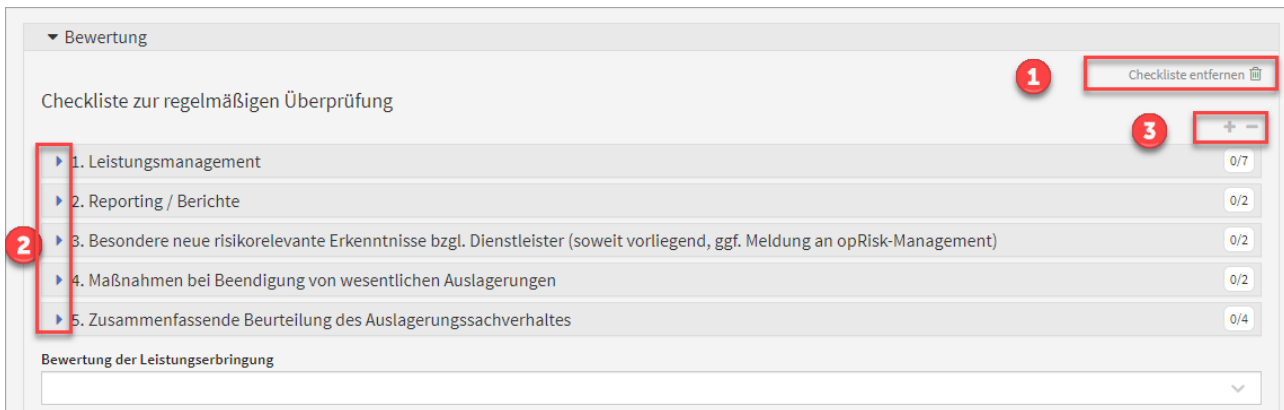 Bewertung
1
Checkliste entfernen
Checkliste zur regelmäßigen Überprüfung
3
1. Leistungsmanagement 0/7
2. Reporting / Berichte 0/2
2
3. Besondere neue risikorelevante Erkenntnisse bzgl. Dienstleister (soweit vorliegend, ggf. Meldung an opRisk-Management) 0/2
4. Maßnahmen bei Beendigung von wesentlichen Auslagerungen 0/2
5. Zusammenfassende Beurteilung des Auslagerungssachverhaltes 0/4
Bewertung der Leistungserbringung